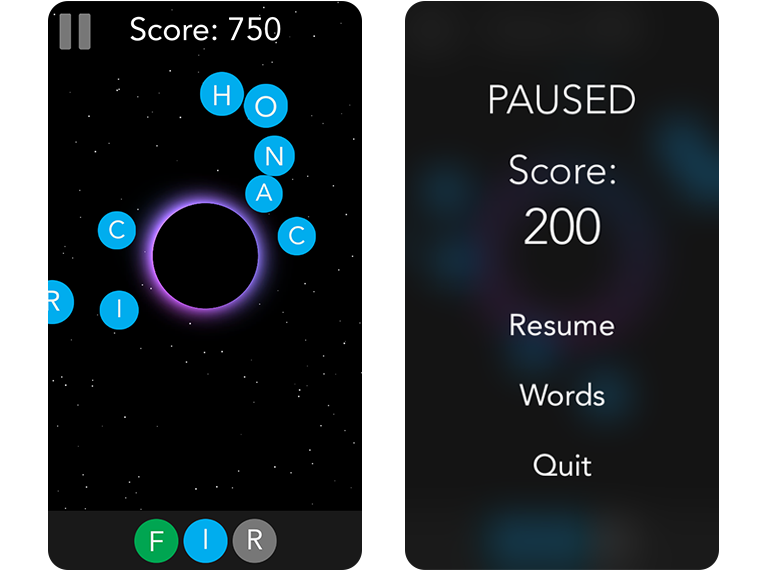 Score: 750
H
O
N
A
C
C
R
I
F I R
PAUSED
Score:
200
Resume
Words
Quit